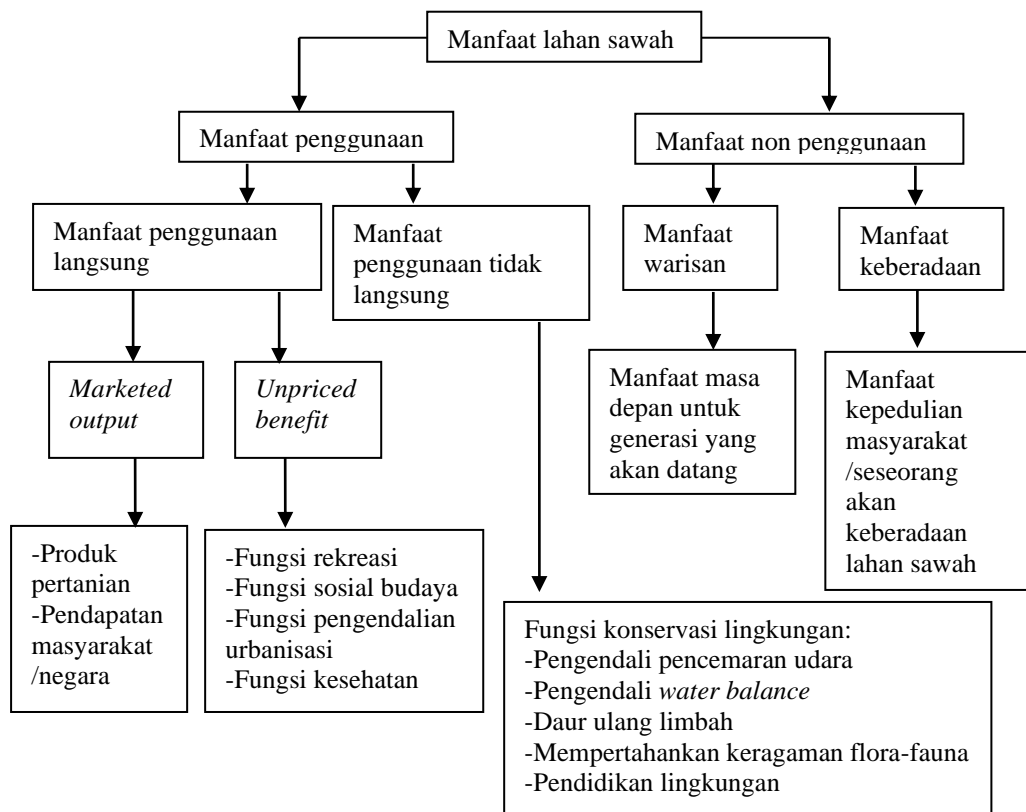 Manfaat lahan sawah
Manfaat penggunaan
Manfaat non penggunaan
Manfaat penggunaan
langsung
Manfaat
penggunaan tidak
langsung
Manfaat
warisan
Manfaat
keberadaan
Marketed
output
Unpriced
benefit
Manfaat masa
depan untuk
generasi yang
akan datang
Manfaat
kepedulian
masyarakat
/seseorang
akan
keberadaan
lahan sawah
-Produk
pertanian
-Pendapatan
masyarakat
/negara
-Fungsi rekreasi
-Fungsi sosial budaya
-Fungsi pengendalian
urbanisasi
-Fungsi kesehatan
Fungsi konservasi lingkungan:
-Pengendali pencemaran udara
-Pengendali water balance
-Daur ulang limbah
-Mempertahankan keragaman flora-fauna
-Pendidikan lingkungan